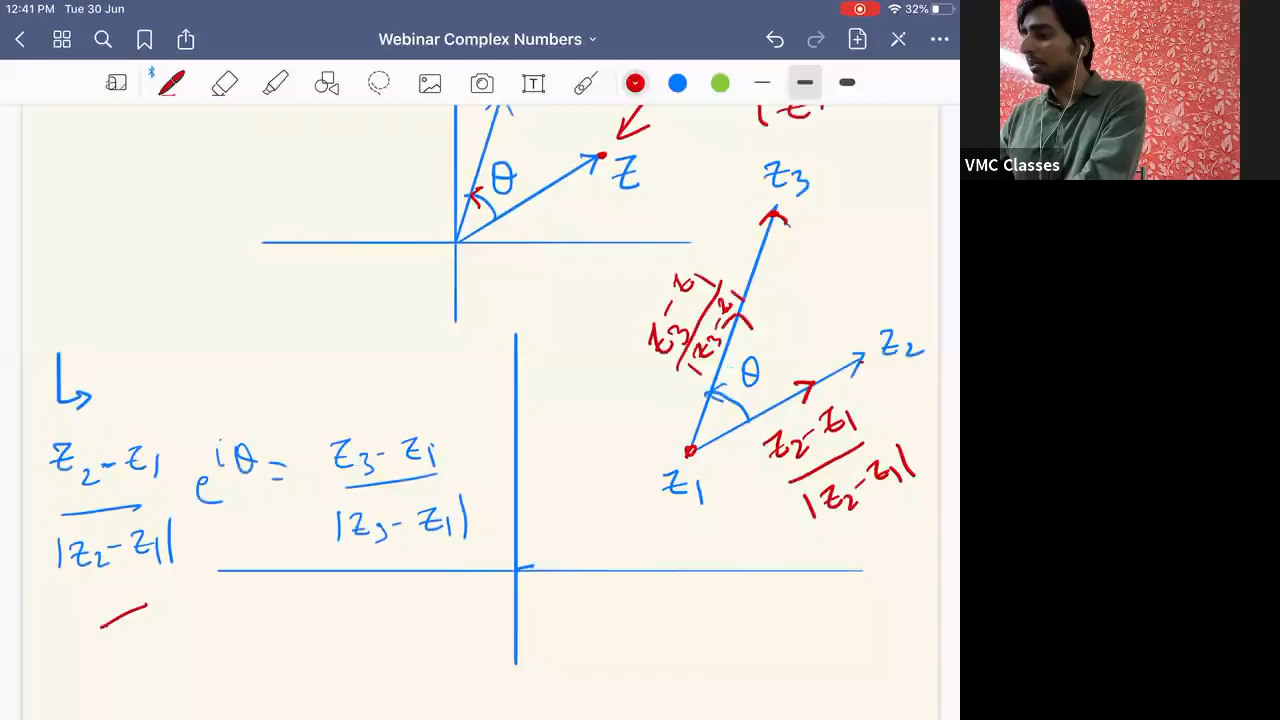 12:41 PM Tue 30 Jun
32%
Webinar Complex Numbers
T
VMC Classes
θ
z
z3
z3 - z1
|z3 - z1|
θ
z2
z1
z2 - z1
|z2 - z1|
z2 - z1 e^iθ = z3 - z1
|z2 - z1| |z3 - z1|